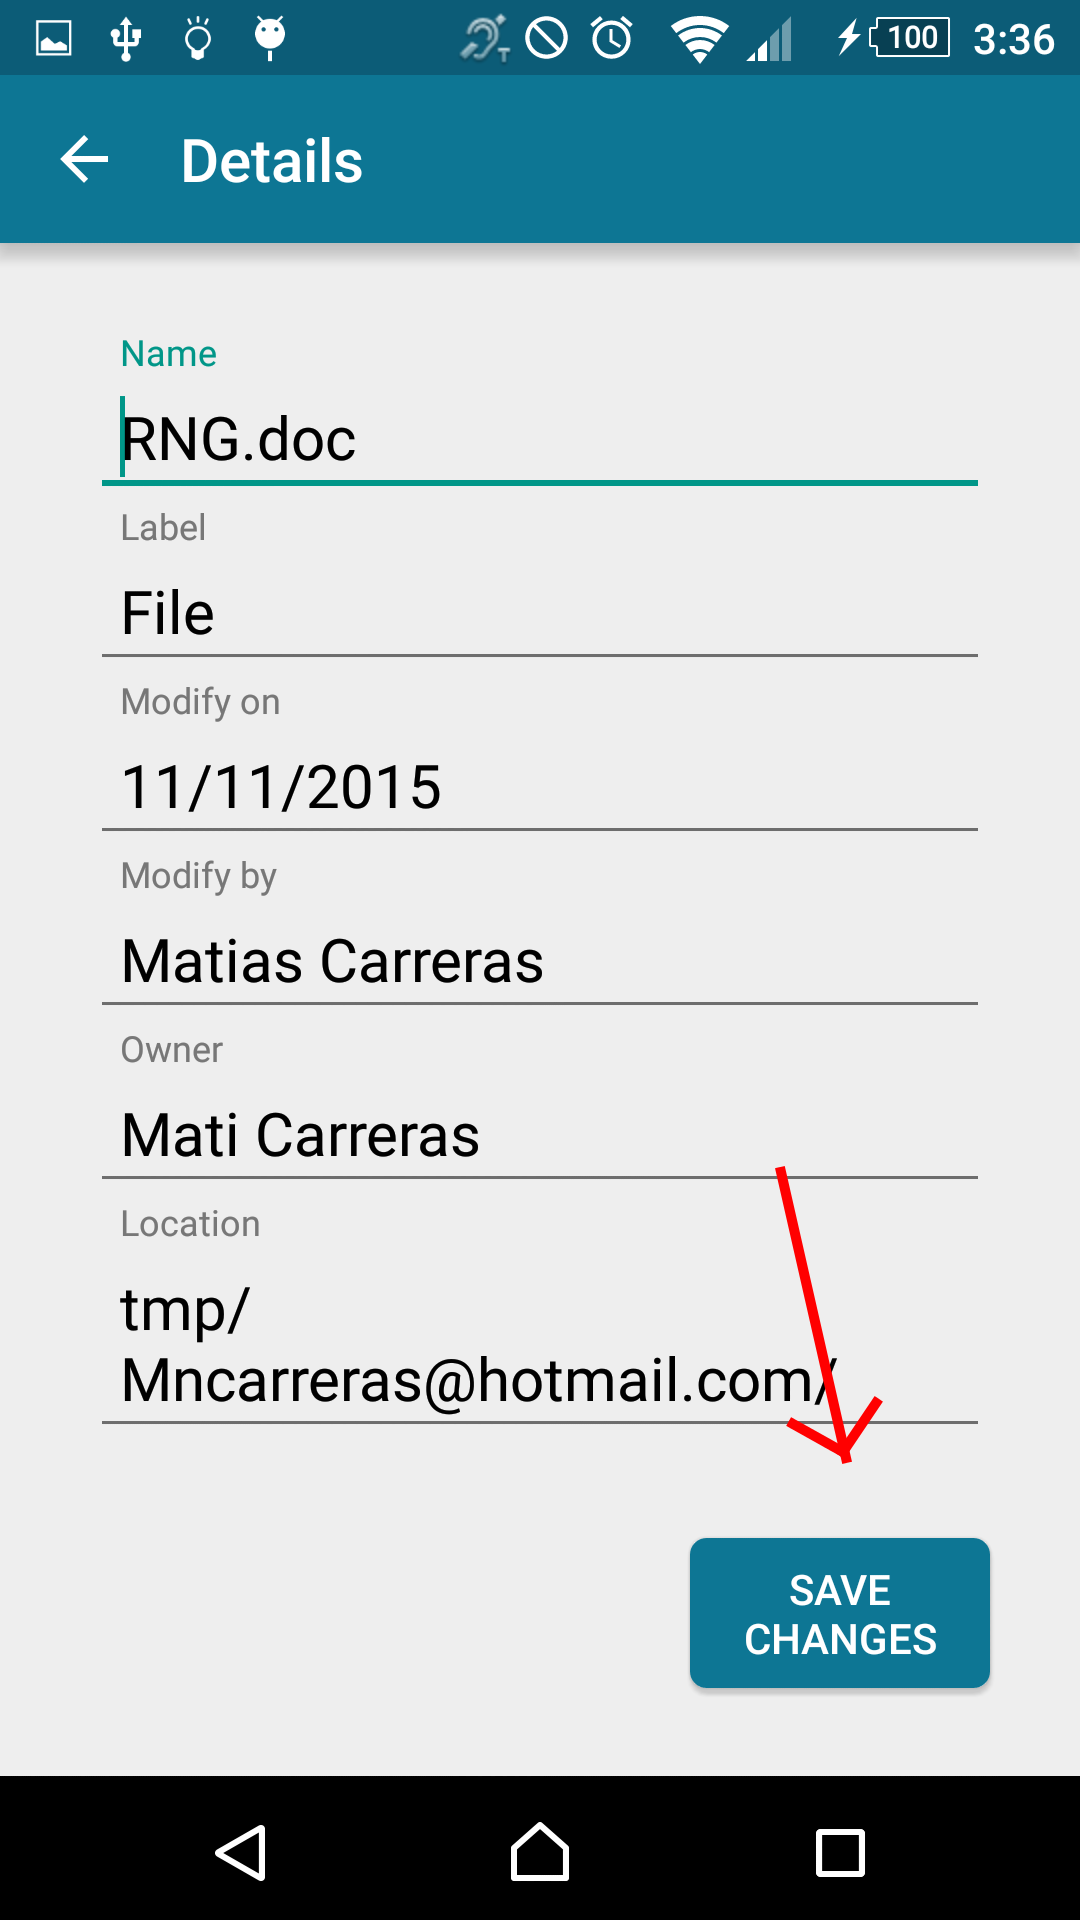 100 3:36
Details
Name
RNG.doc
Label
File
Modify on
11/11/2015
Modify by
Matias Carreras
Owner
Mati Carreras
Location
tmp/
Mncarreras@hotmail.com/
SAVE
CHANGES